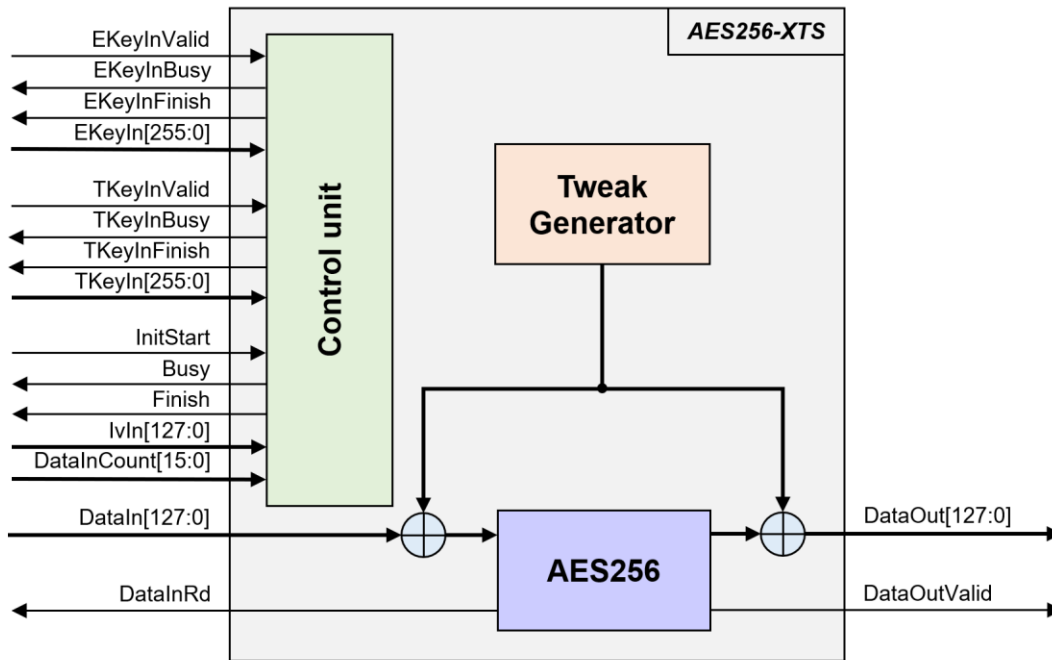 AES256-XTS
EKeyInValid
EKeyInBusy
EKeyInFinish
EKeyIn[255:0]
TKeyInValid
TKeyInBusy
TKeyInFinish
TKeyIn[255:0]
InitStart
Busy
Finish
IvIn[127:0]
DataInCount[15:0]
DataIn[127:0]
DataInRd
Control unit
Tweak
Generator
AES256
DataOut[127:0]
DataOutValid